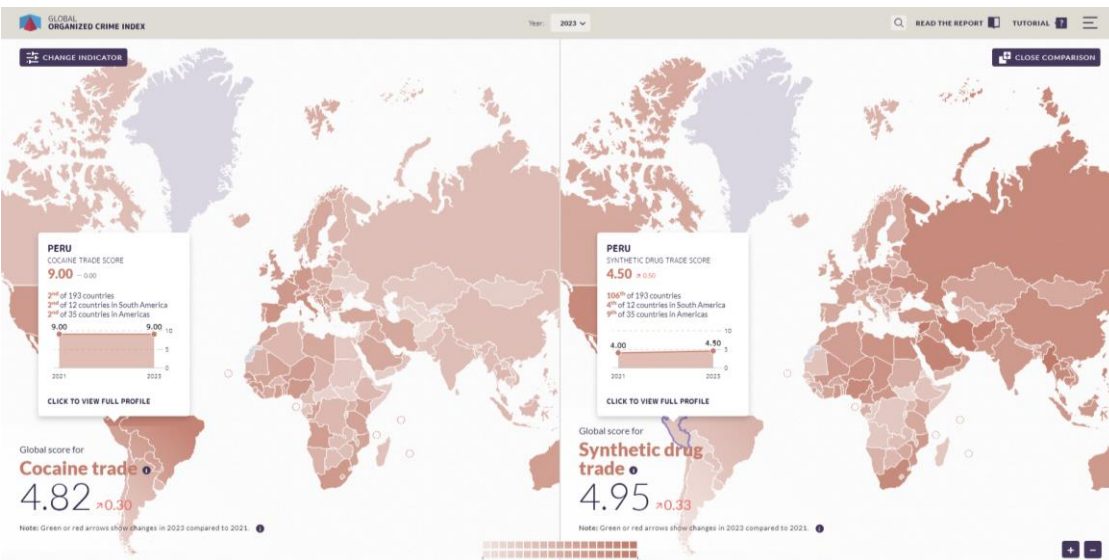 GLOBAL
ORGANIZED CRIME INDEX
Year: 2023
READ THE REPORT
TUTORIAL ?
CHANGE INDICATOR
CLOSE COMPARISON
PERU
COCAINE TRADE SCORE
9.00 – 0.00
2nd of 193 countries
2nd of 12 countries in South America
2nd of 35 countries in Americas
9.00 9.00 10
5
0
2021 2023
CLICK TO VIEW FULL PROFILE
Global score for
Cocaine trade i
4.82 ↗0.30
Note: Green or red arrows show changes in 2023 compared to 2021. i
PERU
SYNTHETIC DRUG TRADE SCORE
4.50 ↗ 0.50
106th of 193 countries
4th of 12 countries in South America
9th of 35 countries in Americas
10
4.00 4.50 5
0
2021 2023
CLICK TO VIEW FULL PROFILE
Global score for
Synthetic drug
trade i
4.95 ↗0.33
Note: Green or red arrows show changes in 2023 compared to 2021. i
+ −